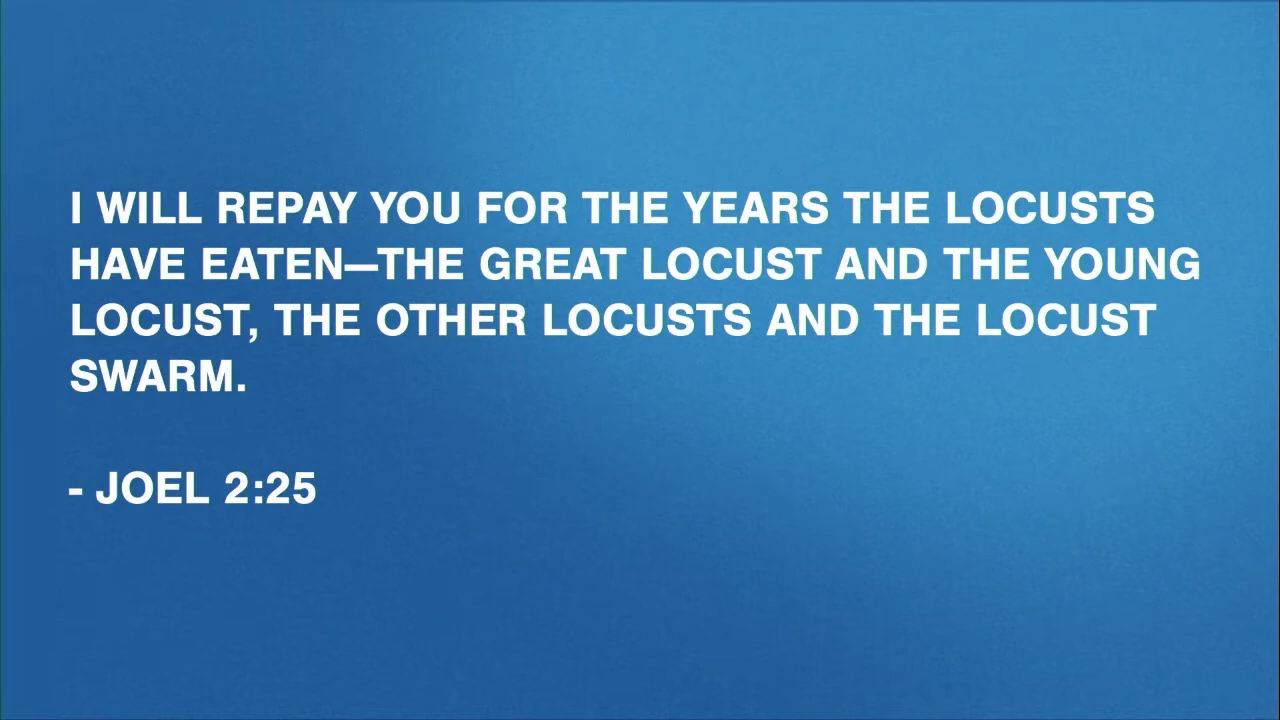 I WILL REPAY YOU FOR THE YEARS THE LOCUSTS
HAVE EATEN—THE GREAT LOCUST AND THE YOUNG
LOCUST, THE OTHER LOCUSTS AND THE LOCUST
SWARM.
- JOEL 2:25